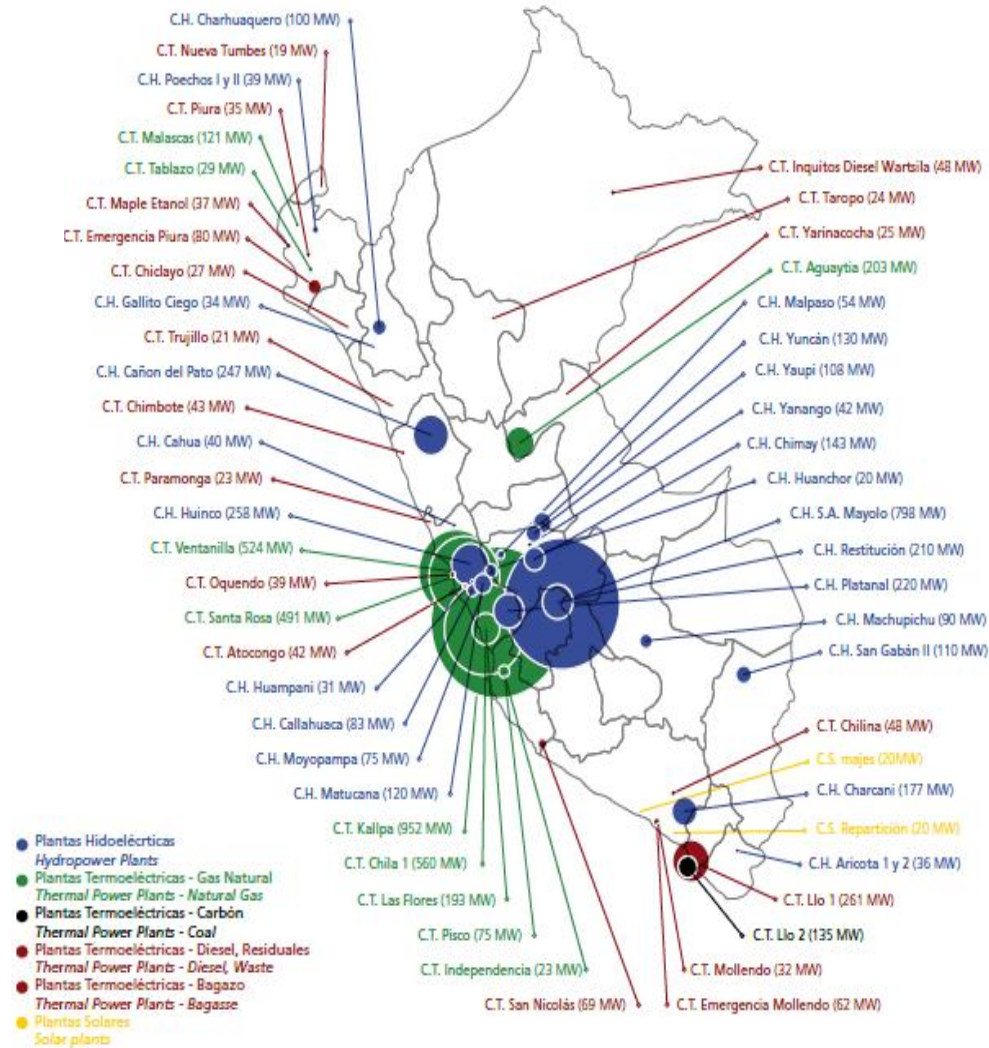 C.H. Charhuaquero (100 MW)
C.T. Nueva Tumbes (19 MW)
C.H. Poechos I y II (39 MW)
C.T. Piura (35 MW)
C.T. Malascas (121 MW)
C.T. Tablazo (29 MW)
C.T. Maple Etanol (37 MW)
C.T. Emergencia Piura (80 MW)
C.T. Chiclayo (27 MW)
C.H. Gallito Ciego (34 MW)
C.T. Trujillo (21 MW)
C.H. Cañon del Pato (247 MW)
C.T. Chimbote (43 MW)
C.H. Cahua (40 MW)
C.T. Paramonga (23 MW)
C.H. Huinco (258 MW)
C.T. Ventanilla (524 MW)
C.T. Oquendo (39 MW)
C.T. Santa Rosa (491 MW)
C.T. Atocongo (42 MW)
C.H. Huampani (31 MW)
C.H. Callahuaca (83 MW)
C.H. Moyopampa (75 MW)
C.H. Matucana (120 MW)
C.T. Kallpa (952 MW)
C.T. Chila 1 (560 MW)
C.T. Las Flores (193 MW)
C.T. Pisco (75 MW)
C.T. Independencia (23 MW)
C.T. San Nicolás (69 MW)
C.T. Inquitos Diesel Wartsila (48 MW)
C.T. Taropo (24 MW)
C.T. Yarinacocha (25 MW)
C.T. Aguaytia (203 MW)
C.H. Malpaso (54 MW)
C.H. Yuncán (130 MW)
C.H. Yaupi (108 MW)
C.H. Yanango (42 MW)
C.H. Chimay (143 MW)
C.H. Huanchor (20 MW)
C.H. S.A. Mayolo (798 MW)
C.H. Restitución (210 MW)
C.H. Platanal (220 MW)
C.H. Machupichu (90 MW)
C.H. San Gabán II (110 MW)
C.T. Chilina (48 MW)
C.S. majes (20MW)
C.H. Charcani (177 MW)
C.S. Repartición (20 MW)
C.H. Aricota 1 y 2 (36 MW)
C.T. Llo 1 (261 MW)
C.T. Llo 2 (135 MW)
C.T. Mollendo (32 MW)
C.T. Emergencia Mollendo (62 MW)
Plantas Hidoelécrticas
Hydropower Plants
Plantas Termoeléctricas - Gas Natural
Thermal Power Plants - Natural Gas
Plantas Termoeléctricas - Carbón
Thermal Power Plants - Coal
Plantas Termoeléctricas - Diesel, Residuales
Thermal Power Plants - Diesel, Waste
Plantas Termoeléctricas - Bagazo
Thermal Power Plants - Bagasse
Plantas Solares
Solae plants